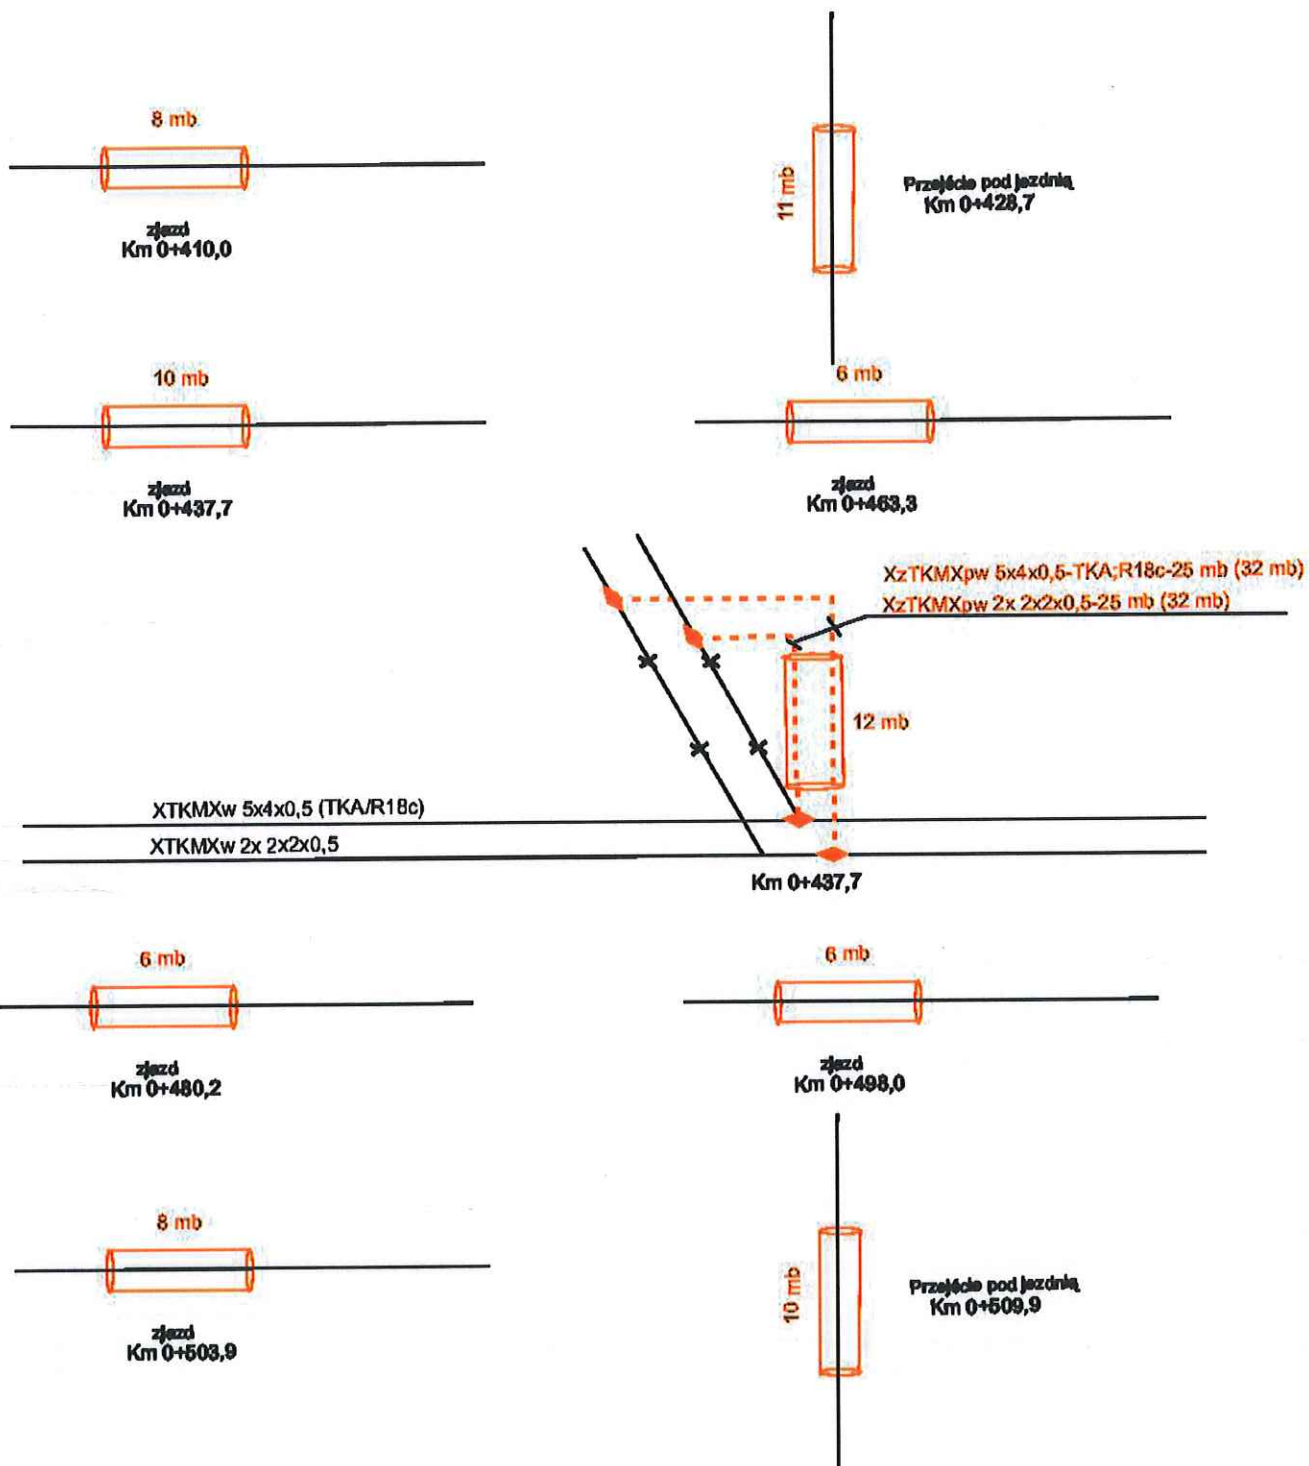 8 mb
zjazd
Km 0+410,0
11 mb
Przejście pod jezdnią
Km 0+428,7
10 mb
zjazd
Km 0+437,7
6 mb
zjazd
Km 0+463,3
XzTKMXpw 5x4x0,5-TKA;R18c-25 mb (32 mb)
XzTKMXpw 2x 2x2x0,5-25 mb (32 mb)
12 mb
XTKMXw 5x4x0,5 (TKA/R18c)
XTKMXw 2x 2x2x0,5
Km 0+437,7
6 mb
zjazd
Km 0+480,2
6 mb
zjazd
Km 0+498,0
8 mb
zjazd
Km 0+503,9
10 mb
Przejście pod jezdnią
Km 0+509,9